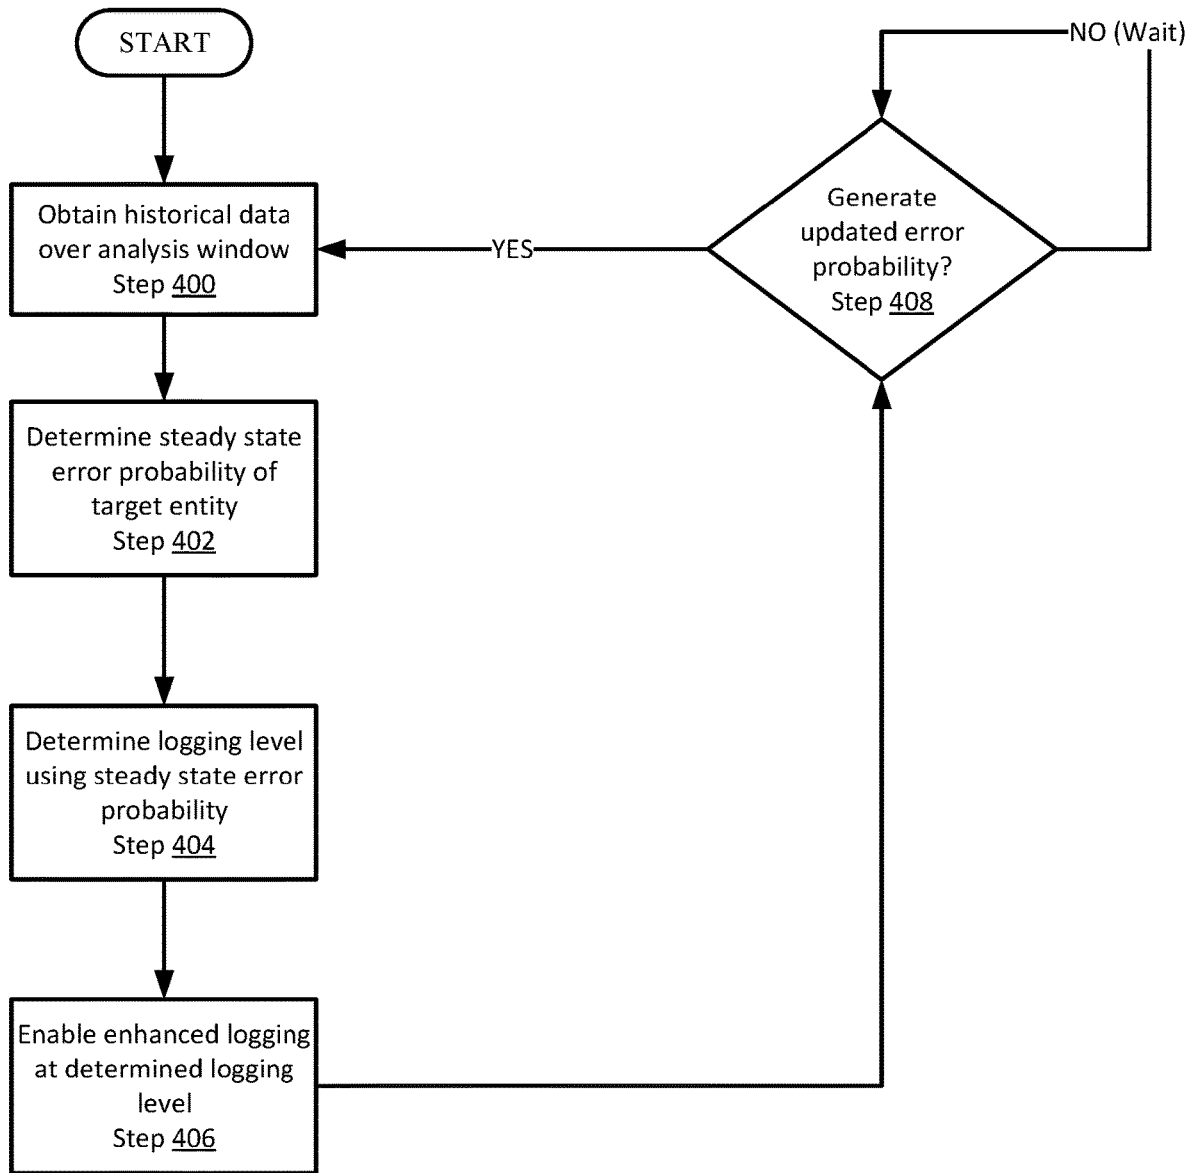 START
Obtain historical data
over analysis window
Step 400
Determine steady state
error probability of
target entity
Step 402
Determine logging level
using steady state error
probability
Step 404
Enable enhanced logging
at determined logging
level
Step 406
Generate
updated error
probability?
Step 408
YES
NO (Wait)